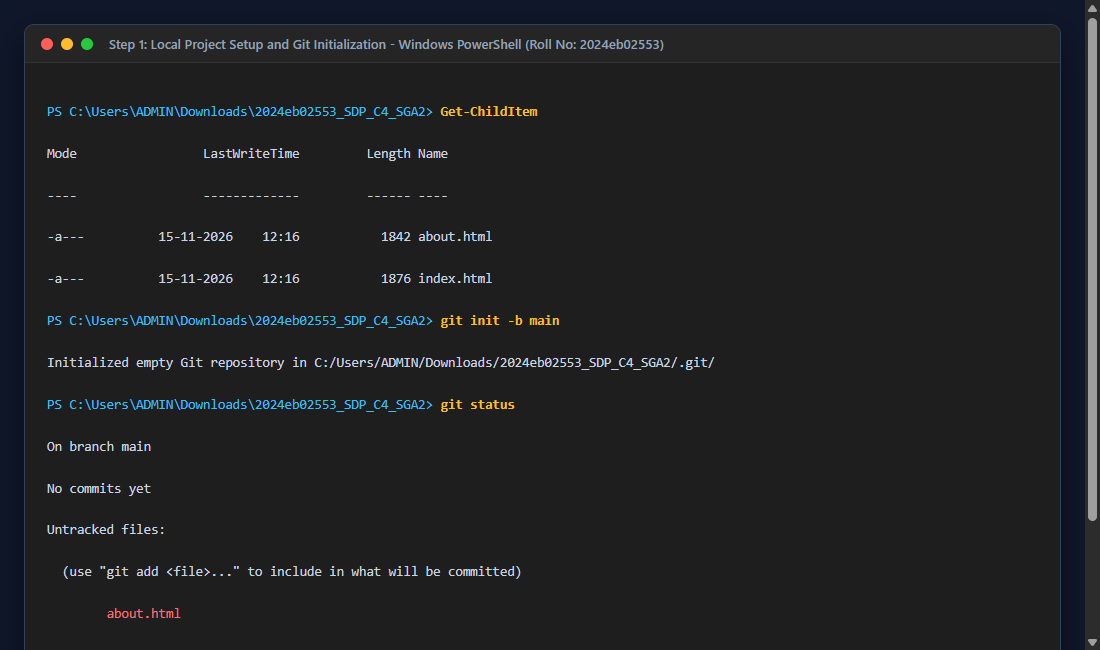 Step 1: Local Project Setup and Git Initialization - Windows PowerShell (Roll No: 2024eb02553)
PS C:\Users\ADMIN\Downloads\2024eb02553_SDP_C4_SGA2> Get-ChildItem
Mode                 LastWriteTime         Length Name
----                 -------------         ------ ----
-a---          15-11-2026    12:16           1842 about.html
-a---          15-11-2026    12:16           1876 index.html
PS C:\Users\ADMIN\Downloads\2024eb02553_SDP_C4_SGA2> git init -b main
Initialized empty Git repository in C:/Users/ADMIN/Downloads/2024eb02553_SDP_C4_SGA2/.git/
PS C:\Users\ADMIN\Downloads\2024eb02553_SDP_C4_SGA2> git status
On branch main
No commits yet
Untracked files:
  (use "git add <file>..." to include in what will be committed)
        about.html